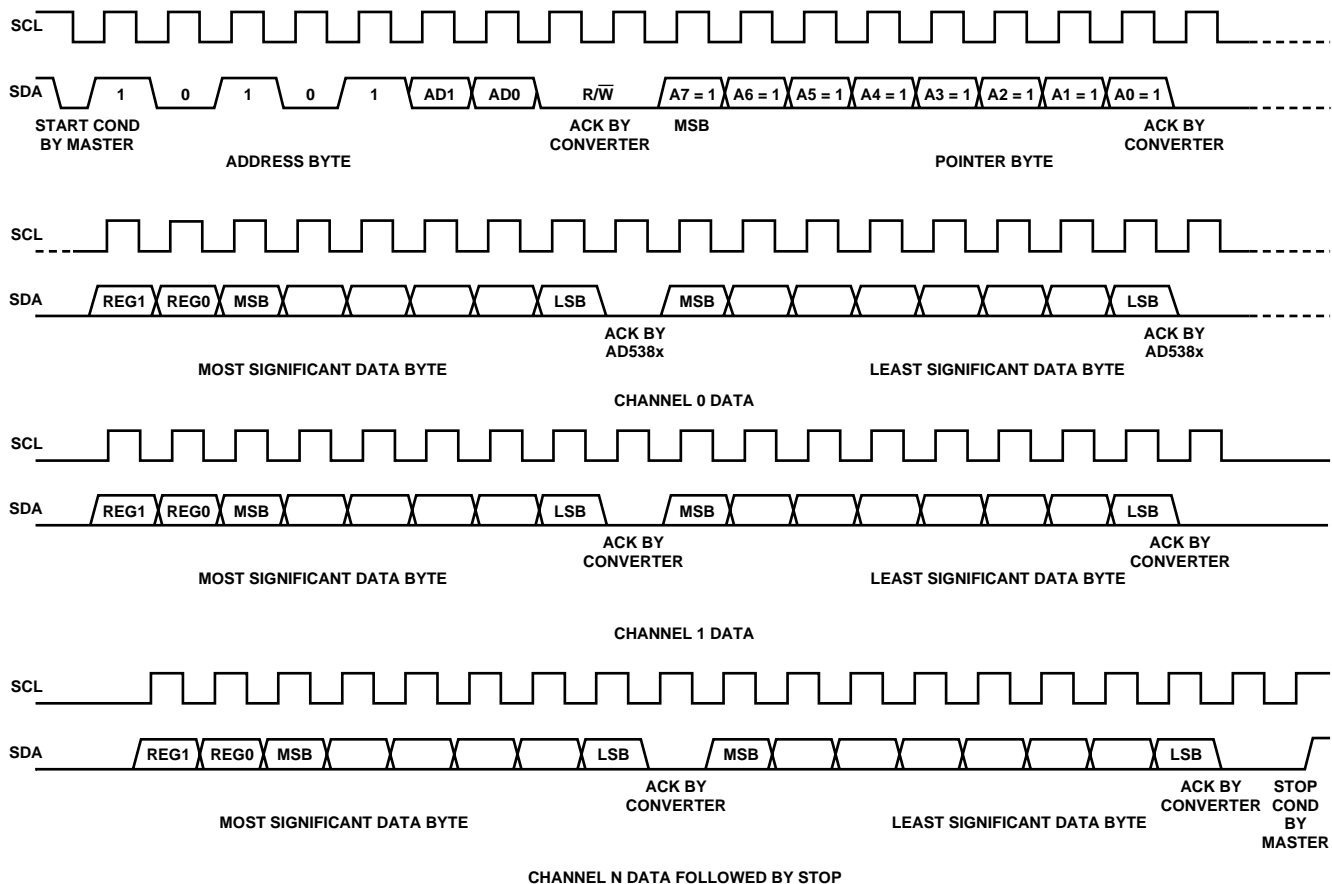 SCL
SDA 1 0 1 0 1 AD1 AD0 R/W̅ A7 = 1 A6 = 1 A5 = 1 A4 = 1 A3 = 1 A2 = 1 A1 = 1 A0 = 1
START COND
BY MASTER
ACK BY
CONVERTER
MSB
ACK BY
CONVERTER
ADDRESS BYTE
POINTER BYTE
SCL
SDA REG1 REG0 MSB LSB MSB LSB
ACK BY
AD538x
ACK BY
AD538x
MOST SIGNIFICANT DATA BYTE
LEAST SIGNIFICANT DATA BYTE
CHANNEL 0 DATA
SCL
SDA REG1 REG0 MSB LSB MSB LSB
ACK BY
CONVERTER
ACK BY
CONVERTER
MOST SIGNIFICANT DATA BYTE
LEAST SIGNIFICANT DATA BYTE
CHANNEL 1 DATA
SCL
SDA REG1 REG0 MSB LSB MSB LSB
ACK BY
CONVERTER
ACK BY
CONVERTER
STOP
COND
BY
MASTER
MOST SIGNIFICANT DATA BYTE
LEAST SIGNIFICANT DATA BYTE
CHANNEL N DATA FOLLOWED BY STOP